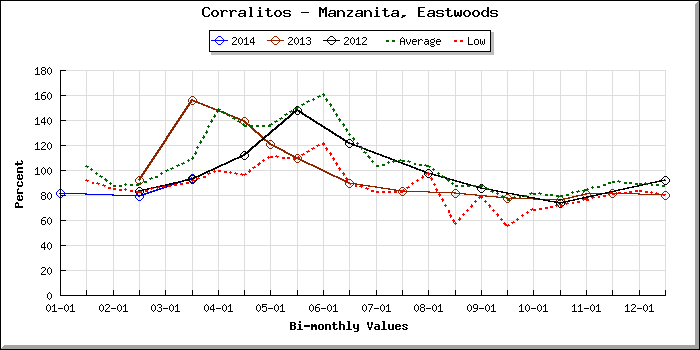 Corralitos - Manzanita, Eastwoods
2014 2013 2012 Average Low
180
160
140
120
100
80
60
40
20
0
Percent
01-01 02-01 03-01 04-01 05-01 06-01 07-01 08-01 09-01 10-01 11-01 12-01
Bi-monthly Values